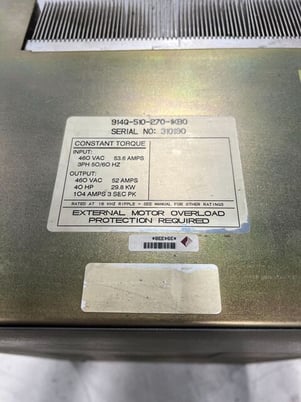 914Q-510-270-1KB0
SERIAL NO: 310190
CONSTANT TORQUE
INPUT:
460 VAC 53.6 AMPS
3PH 50/60 HZ
OUTPUT:
460 VAC 52 AMPS
40 HP 29.8 KW
104 AMPS 3 SEC PK
RATED AT 16 KHZ RIPPLE - SEE MANUAL FOR OTHER RATINGS
EXTERNAL MOTOR OVERLOAD
PROTECTION REQUIRED